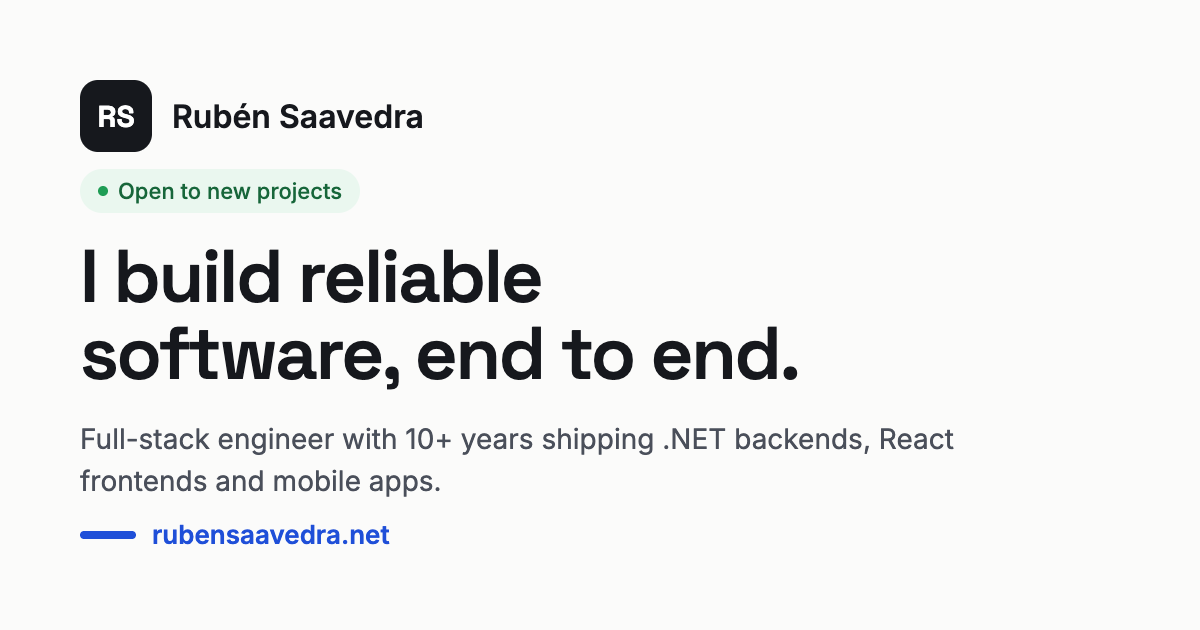 RS
Rubén Saavedra
Open to new projects
I build reliable
software, end to end.
Full-stack engineer with 10+ years shipping .NET backends, React
frontends and mobile apps.
rubensaavedra.net